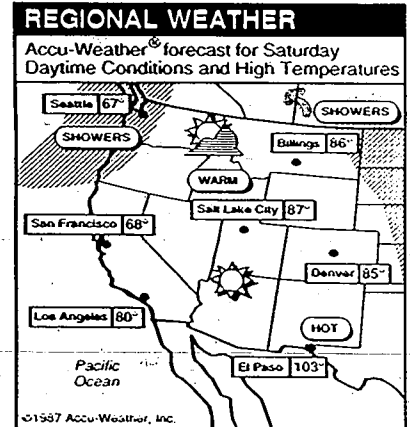 REGIONAL WEATHER
Accu-Weather® forecast for Saturday
Daytime Conditions and High Temperatures
Seattle 67°
SHOWERS
SHOWERS
Billings 86°
WARM
Salt Lake City 87°
San Francisco 68°
Denver 85°
Los Angeles 80°
HOT
Pacific
Ocean
El Paso 103°
©1987 Accu-Weather, Inc.